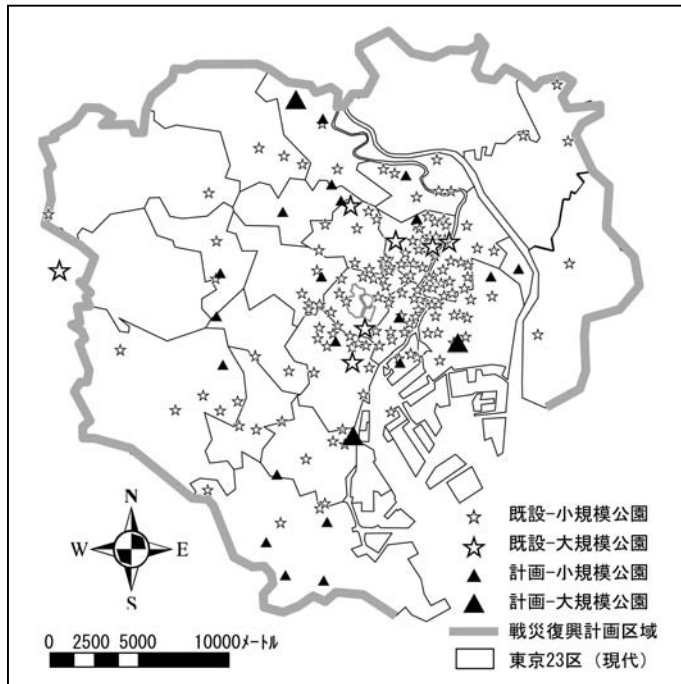 N
W E
S
0 2500 5000 10000メートル
既設-小規模公園
既設-大規模公園
計画-小規模公園
計画-大規模公園
戦災復興計画区域
東京23区（現代）